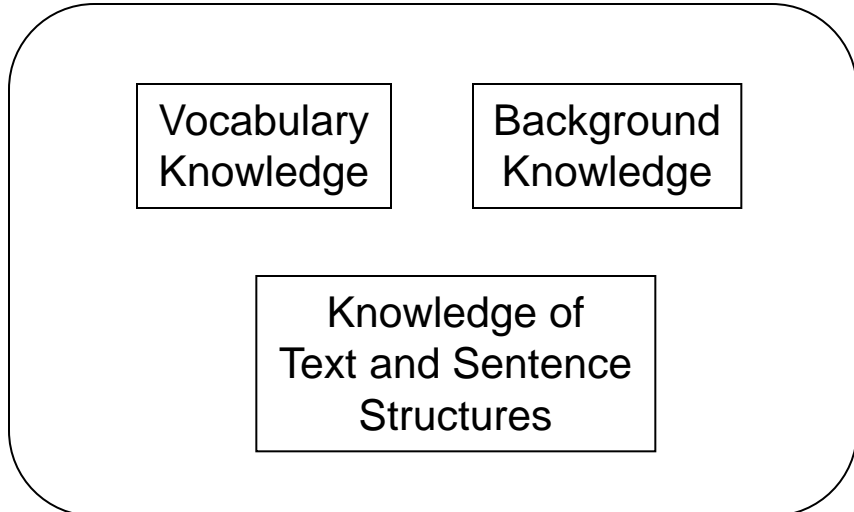 Vocabulary
Knowledge
Background
Knowledge
Knowledge of
Text and Sentence
Structures